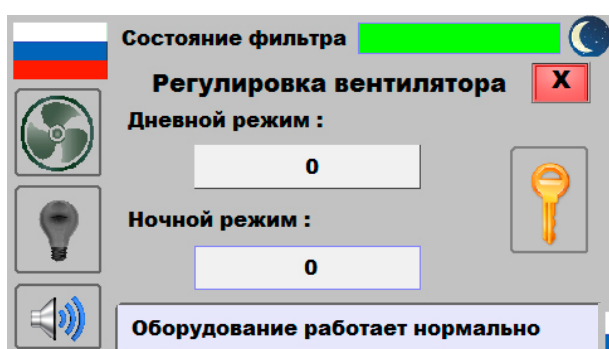 Состояние фильтра
Регулировка вентилятора X
Дневной режим :
0
Ночной режим :
0
Оборудование работает нормально